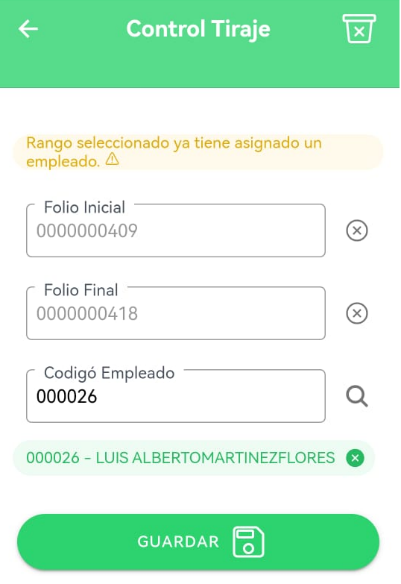 Control Tiraje
Rango seleccionado ya tiene asignado un
empleado.
Folio Inicial
0000000409
Folio Final
0000000418
Codigó Empleado
000026
000026 - LUIS ALBERTOMARTINEZFLORES
GUARDAR